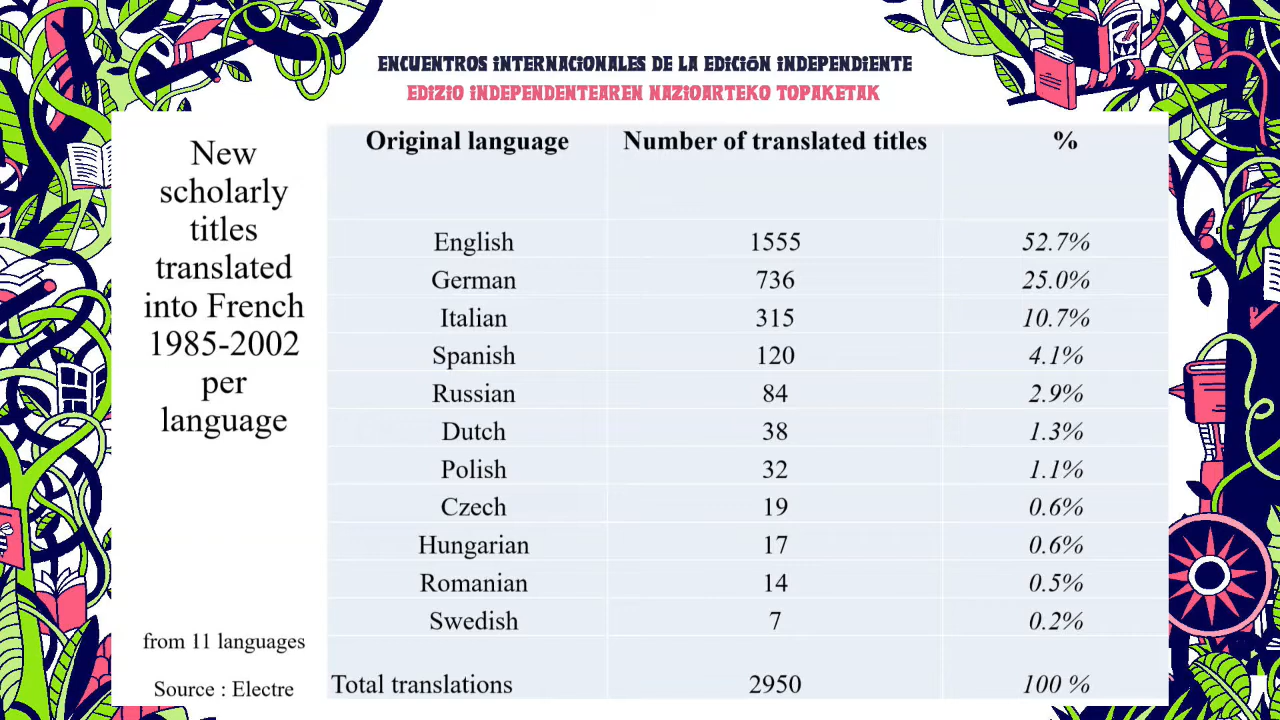 ENCUENTROS INTERNACIONALES DE LA EDICIÓN INDEPENDIENTE
EDIZIO INDEPENDENTEAREN NAZIOARTEKO TOPAKETAK
New
scholarly
titles
translated
into French
1985-2002
per
language
from 11 languages
Source : Electre
Original language Number of translated titles %
English 1555 52.7%
German 736 25.0%
Italian 315 10.7%
Spanish 120 4.1%
Russian 84 2.9%
Dutch 38 1.3%
Polish 32 1.1%
Czech 19 0.6%
Hungarian 17 0.6%
Romanian 14 0.5%
Swedish 7 0.2%
Total translations 2950 100 %